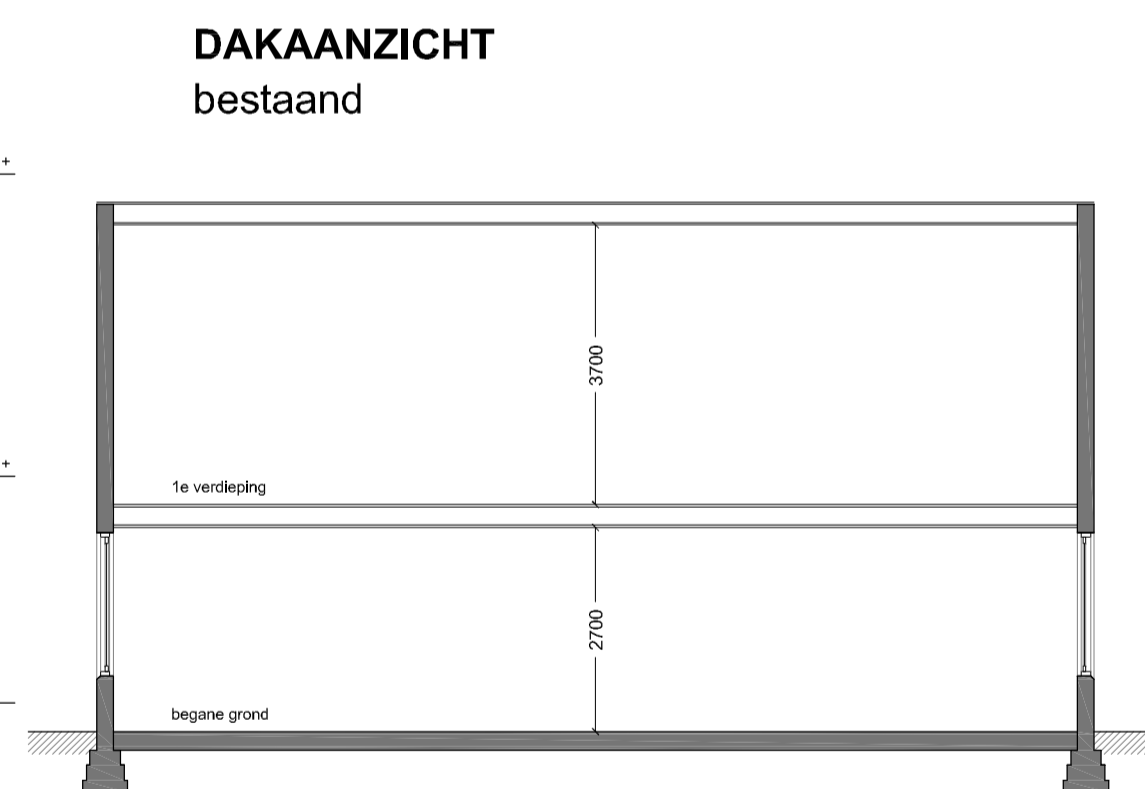 DAKAANZICHT
bestaand
+
3700
+
1e verdieping
2700
begane grond